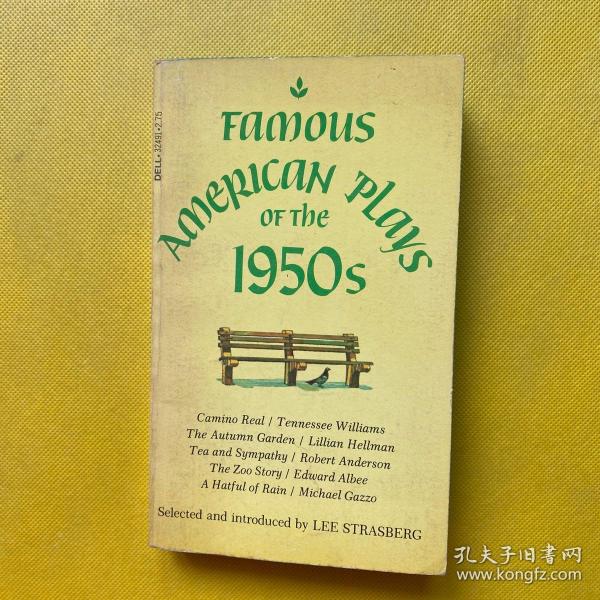 DELL • 32491 • 2.75
FAMOUS
AMERICAN PLAYS
OF THE
1950s
Camino Real / Tennessee Williams
The Autumn Garden / Lillian Hellman
Tea and Sympathy / Robert Anderson
The Zoo Story / Edward Albee
A Hatful of Rain / Michael Gazzo
Selected and introduced by LEE STRASBERG
孔夫子旧书网
www.kongfz.com